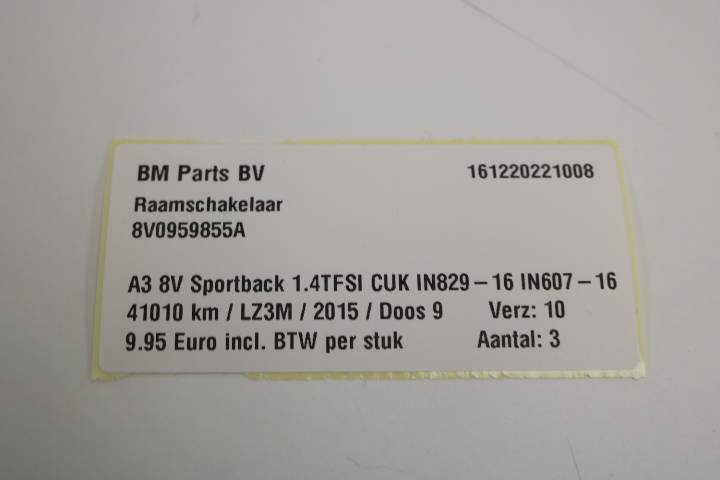 BM Parts BV 161220221008
Raamschakelaar
8V0959855A
A3 8V Sportback 1.4TFSI CUK IN829-16 IN607-16
41010 km / LZ3M / 2015 / Doos 9 Verz: 10
9.95 Euro incl. BTW per stuk Aantal: 3